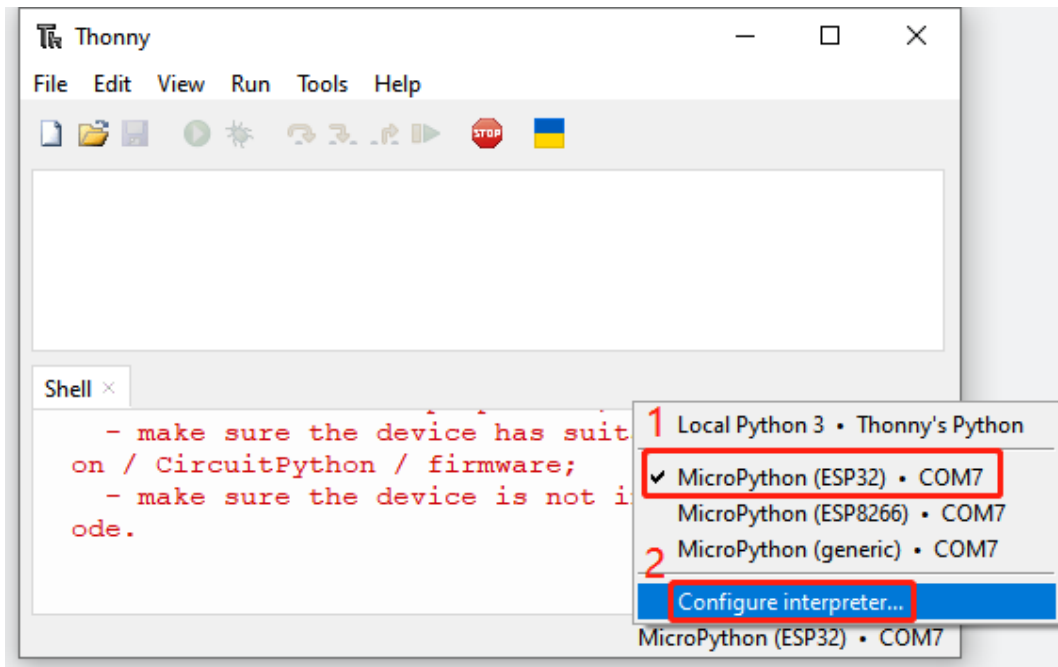 Thonny
File Edit View Run Tools Help
STOP
Shell
- make sure the device has suit
on / CircuitPython / firmware;
- make sure the device is not i
ode.
1 Local Python 3 • Thonny's Python
✓ MicroPython (ESP32) • COM7
MicroPython (ESP8266) • COM7
2 MicroPython (generic) • COM7
Configure interpreter...
MicroPython (ESP32) • COM7